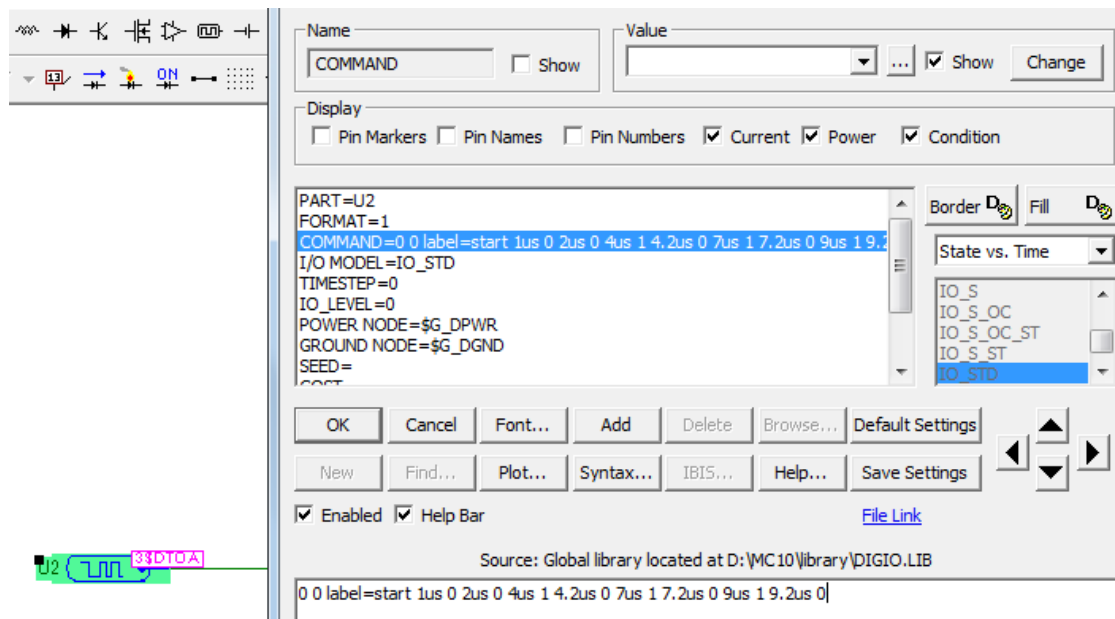 Name
COMMAND
Show
Value
...
Show
Change
13
ON
Display
Pin Markers
Pin Names
Pin Numbers
Current
Power
Condition
PART=U2
FORMAT=1
COMMAND=0 0 label=start 1us 0 2us 0 4us 1 4.2us 0 7us 1 7.2us 0 9us 1 9.2
I/O MODEL=IO_STD
TIMESTEP=0
IO_LEVEL=0
POWER NODE=$G_DPWR
GROUND NODE=$G_DGND
SEED=
Border
Fill
State vs. Time
IO_S
IO_S_OC
IO_S_OC_ST
IO_S_ST
IO_STD
OK
Cancel
Font...
Add
Delete
Browse...
Default Settings
New
Find...
Plot...
Syntax...
IBIS...
Help...
Save Settings
Enabled
Help Bar
File Link
U2
3$DTOA
Source: Global library located at D:\MC10\library\DIGIO.LIB
0 0 label=start 1us 0 2us 0 4us 1 4.2us 0 7us 1 7.2us 0 9us 1 9.2us 0